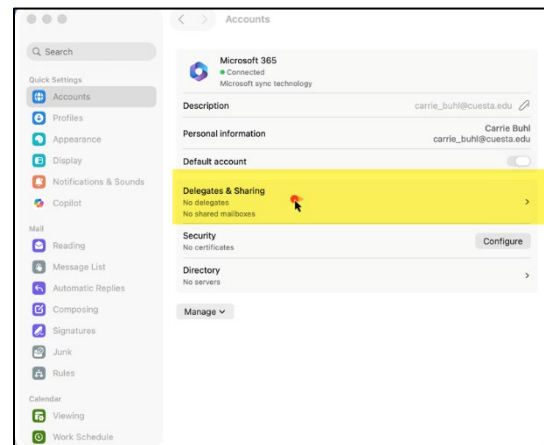 Accounts
Search
Quick Settings
Accounts
Profiles
Appearance
Display
Notifications & Sounds
Copilot
Mail
Reading
Message List
Automatic Replies
Composing
Signatures
Junk
Rules
Calendar
Viewing
Work Schedule
Microsoft 365
Connected
Microsoft sync technology
Description carrie_buhl@cuesta.edu
Personal information Carrie Buhl
carrie_buhl@cuesta.edu
Default account
Delegates & Sharing
No delegates
No shared mailboxes
Security
No certificates
Configure
Directory
No servers
Manage